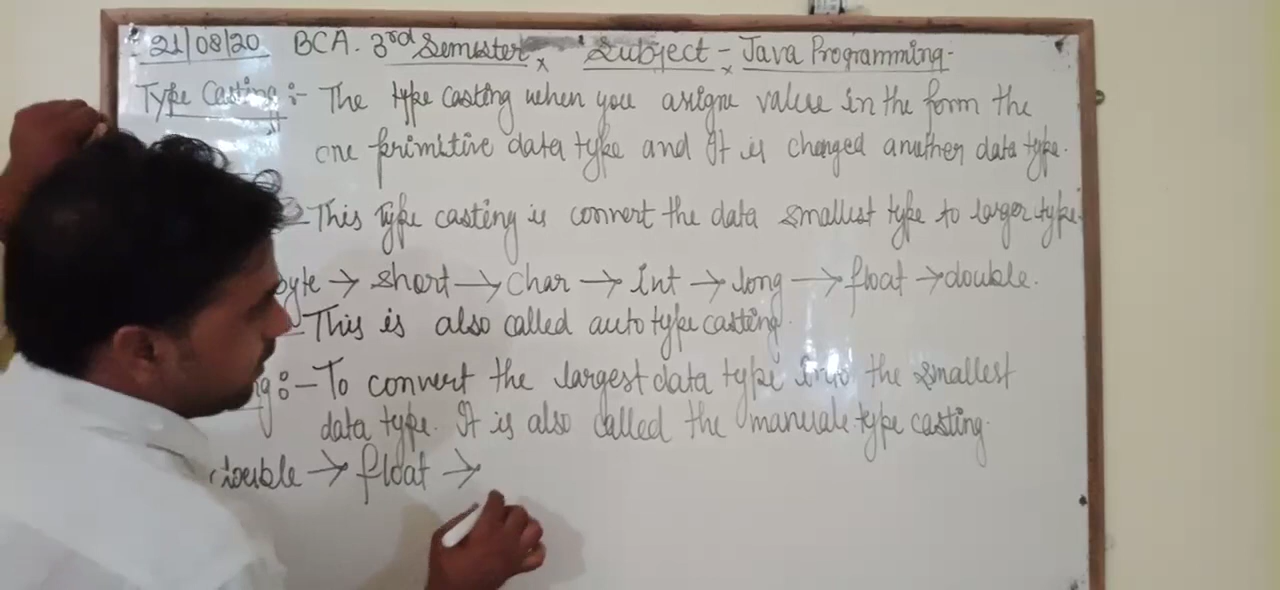 21/08/20 BCA. 3rd Semester, Subject - Java Programming-
Type Casting :- The type casting when you assigne value in the form the
one primitive data type and It is changed anuther data type.
This Type casting is convert the data smallest type to larger type.
byte → short → char → int → long → float → double.
This is also called auto type casting.
:- To convert the largest data type into the smallest
data type. It is also called the manuale type casting.
double → float →